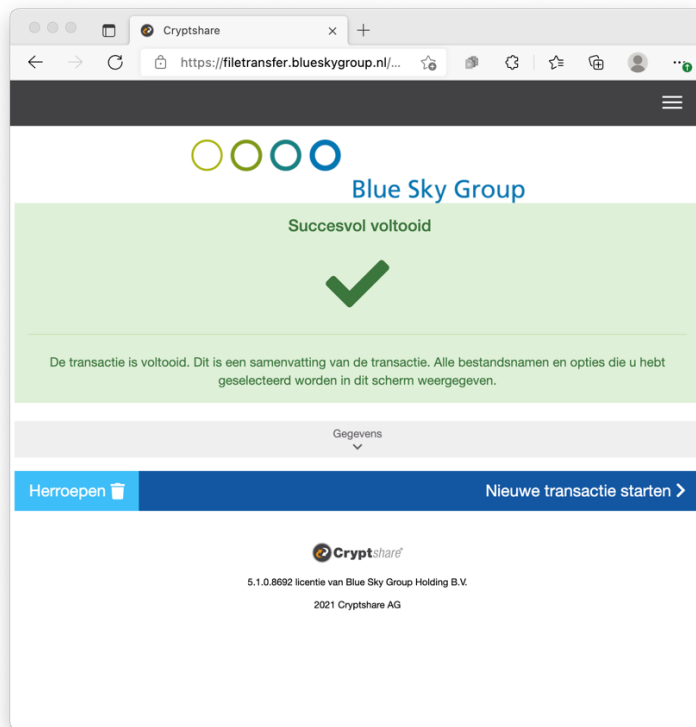 Cryptshare
https://filetransfer.blueskygroup.nl/...
Blue Sky Group
Succesvol voltooid
De transactie is voltooid. Dit is een samenvatting van de transactie. Alle bestandsnamen en opties die u hebt
geselecteerd worden in dit scherm weergegeven.
Gegevens
Herroepen
Nieuwe transactie starten
Cryptshare
5.1.0.8692 licentie van Blue Sky Group Holding B.V.
2021 Cryptshare AG